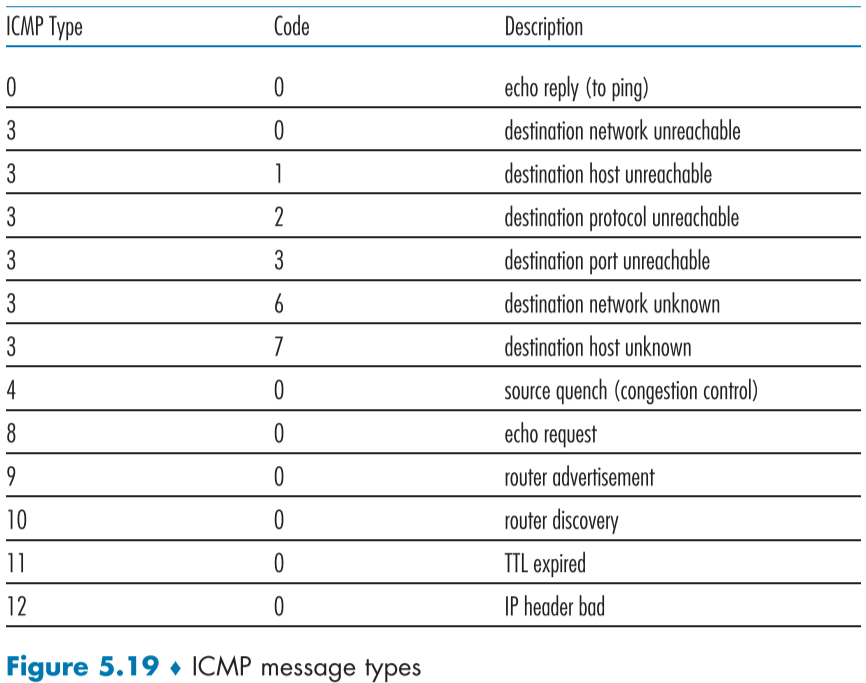 ICMP Type Code Description
0 0 echo reply (to ping)
3 0 destination network unreachable
3 1 destination host unreachable
3 2 destination protocol unreachable
3 3 destination port unreachable
3 6 destination network unknown
3 7 destination host unknown
4 0 source quench (congestion control)
8 0 echo request
9 0 router advertisement
10 0 router discovery
11 0 TTL expired
12 0 IP header bad
Figure 5.19 ♦ ICMP message types